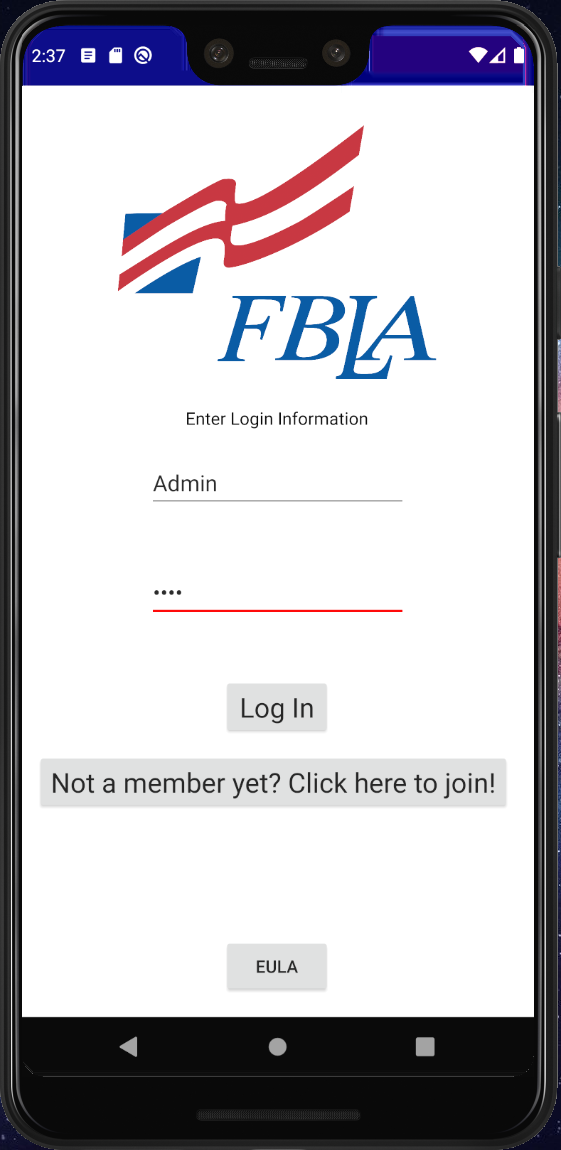 2:37
FBLA
Enter Login Information
Admin
••••
Log In
Not a member yet? Click here to join!
EULA